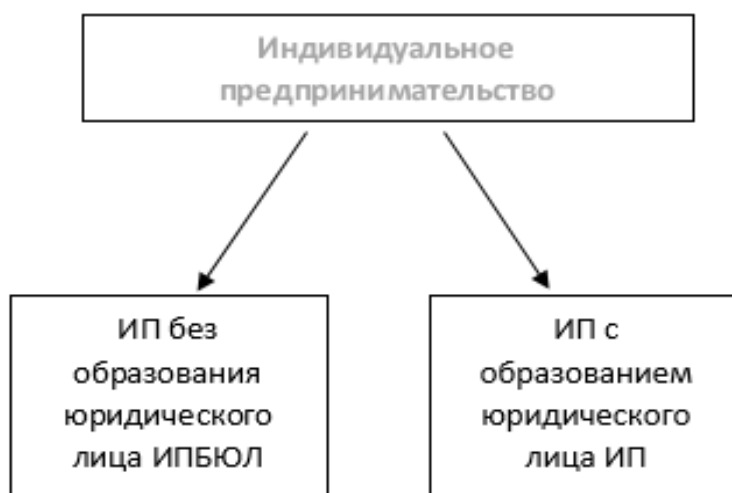 Индивидуальное
предпринимательство
ИП без
образования
юридического
лица ИПБЮЛ
ИП с
образованием
юридического
лица ИП